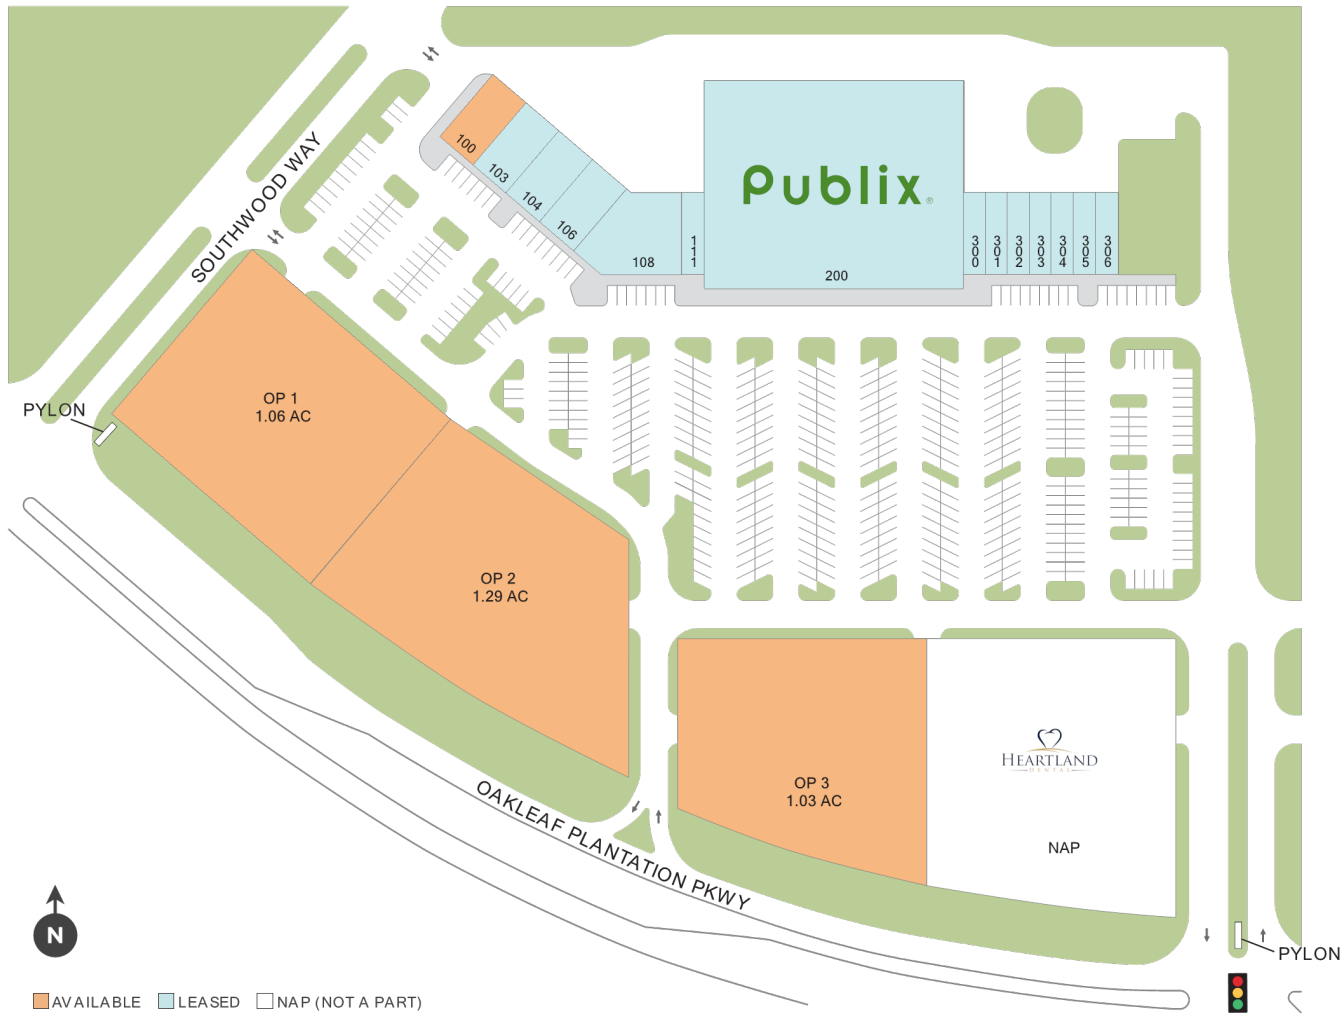 SOUTHWOOD WAY
100
103
104
106
108
111
Publix®
200
300
301
302
303
304
305
306
PYLON
OP 1
1.06 AC
OP 2
1.29 AC
OP 3
1.03 AC
HEARTLAND
DENTAL
NAP
OAKLEAF PLANTATION PKWY
N
PYLON
AVAILABLE
LEASED
NAP (NOT A PART)